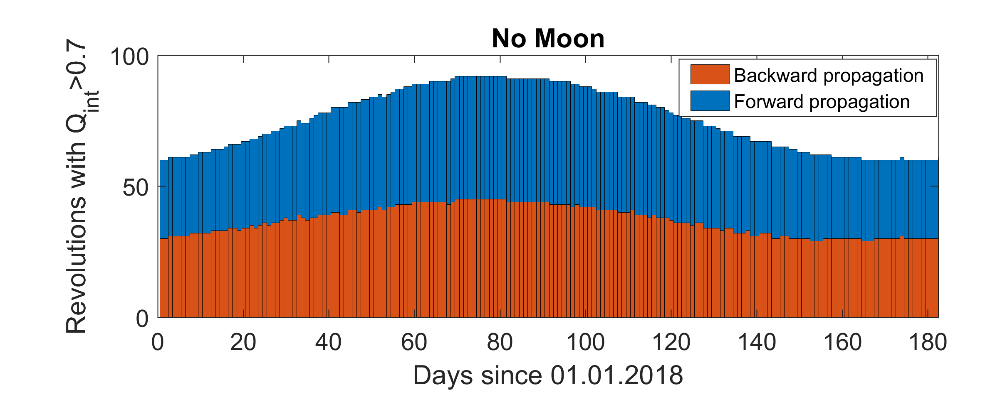 No Moon
Revolutions with Qint>0.7
100
50
0
Backward propagation
Forward propagation
0 20 40 60 80 100 120 140 160 180
Days since 01.01.2018